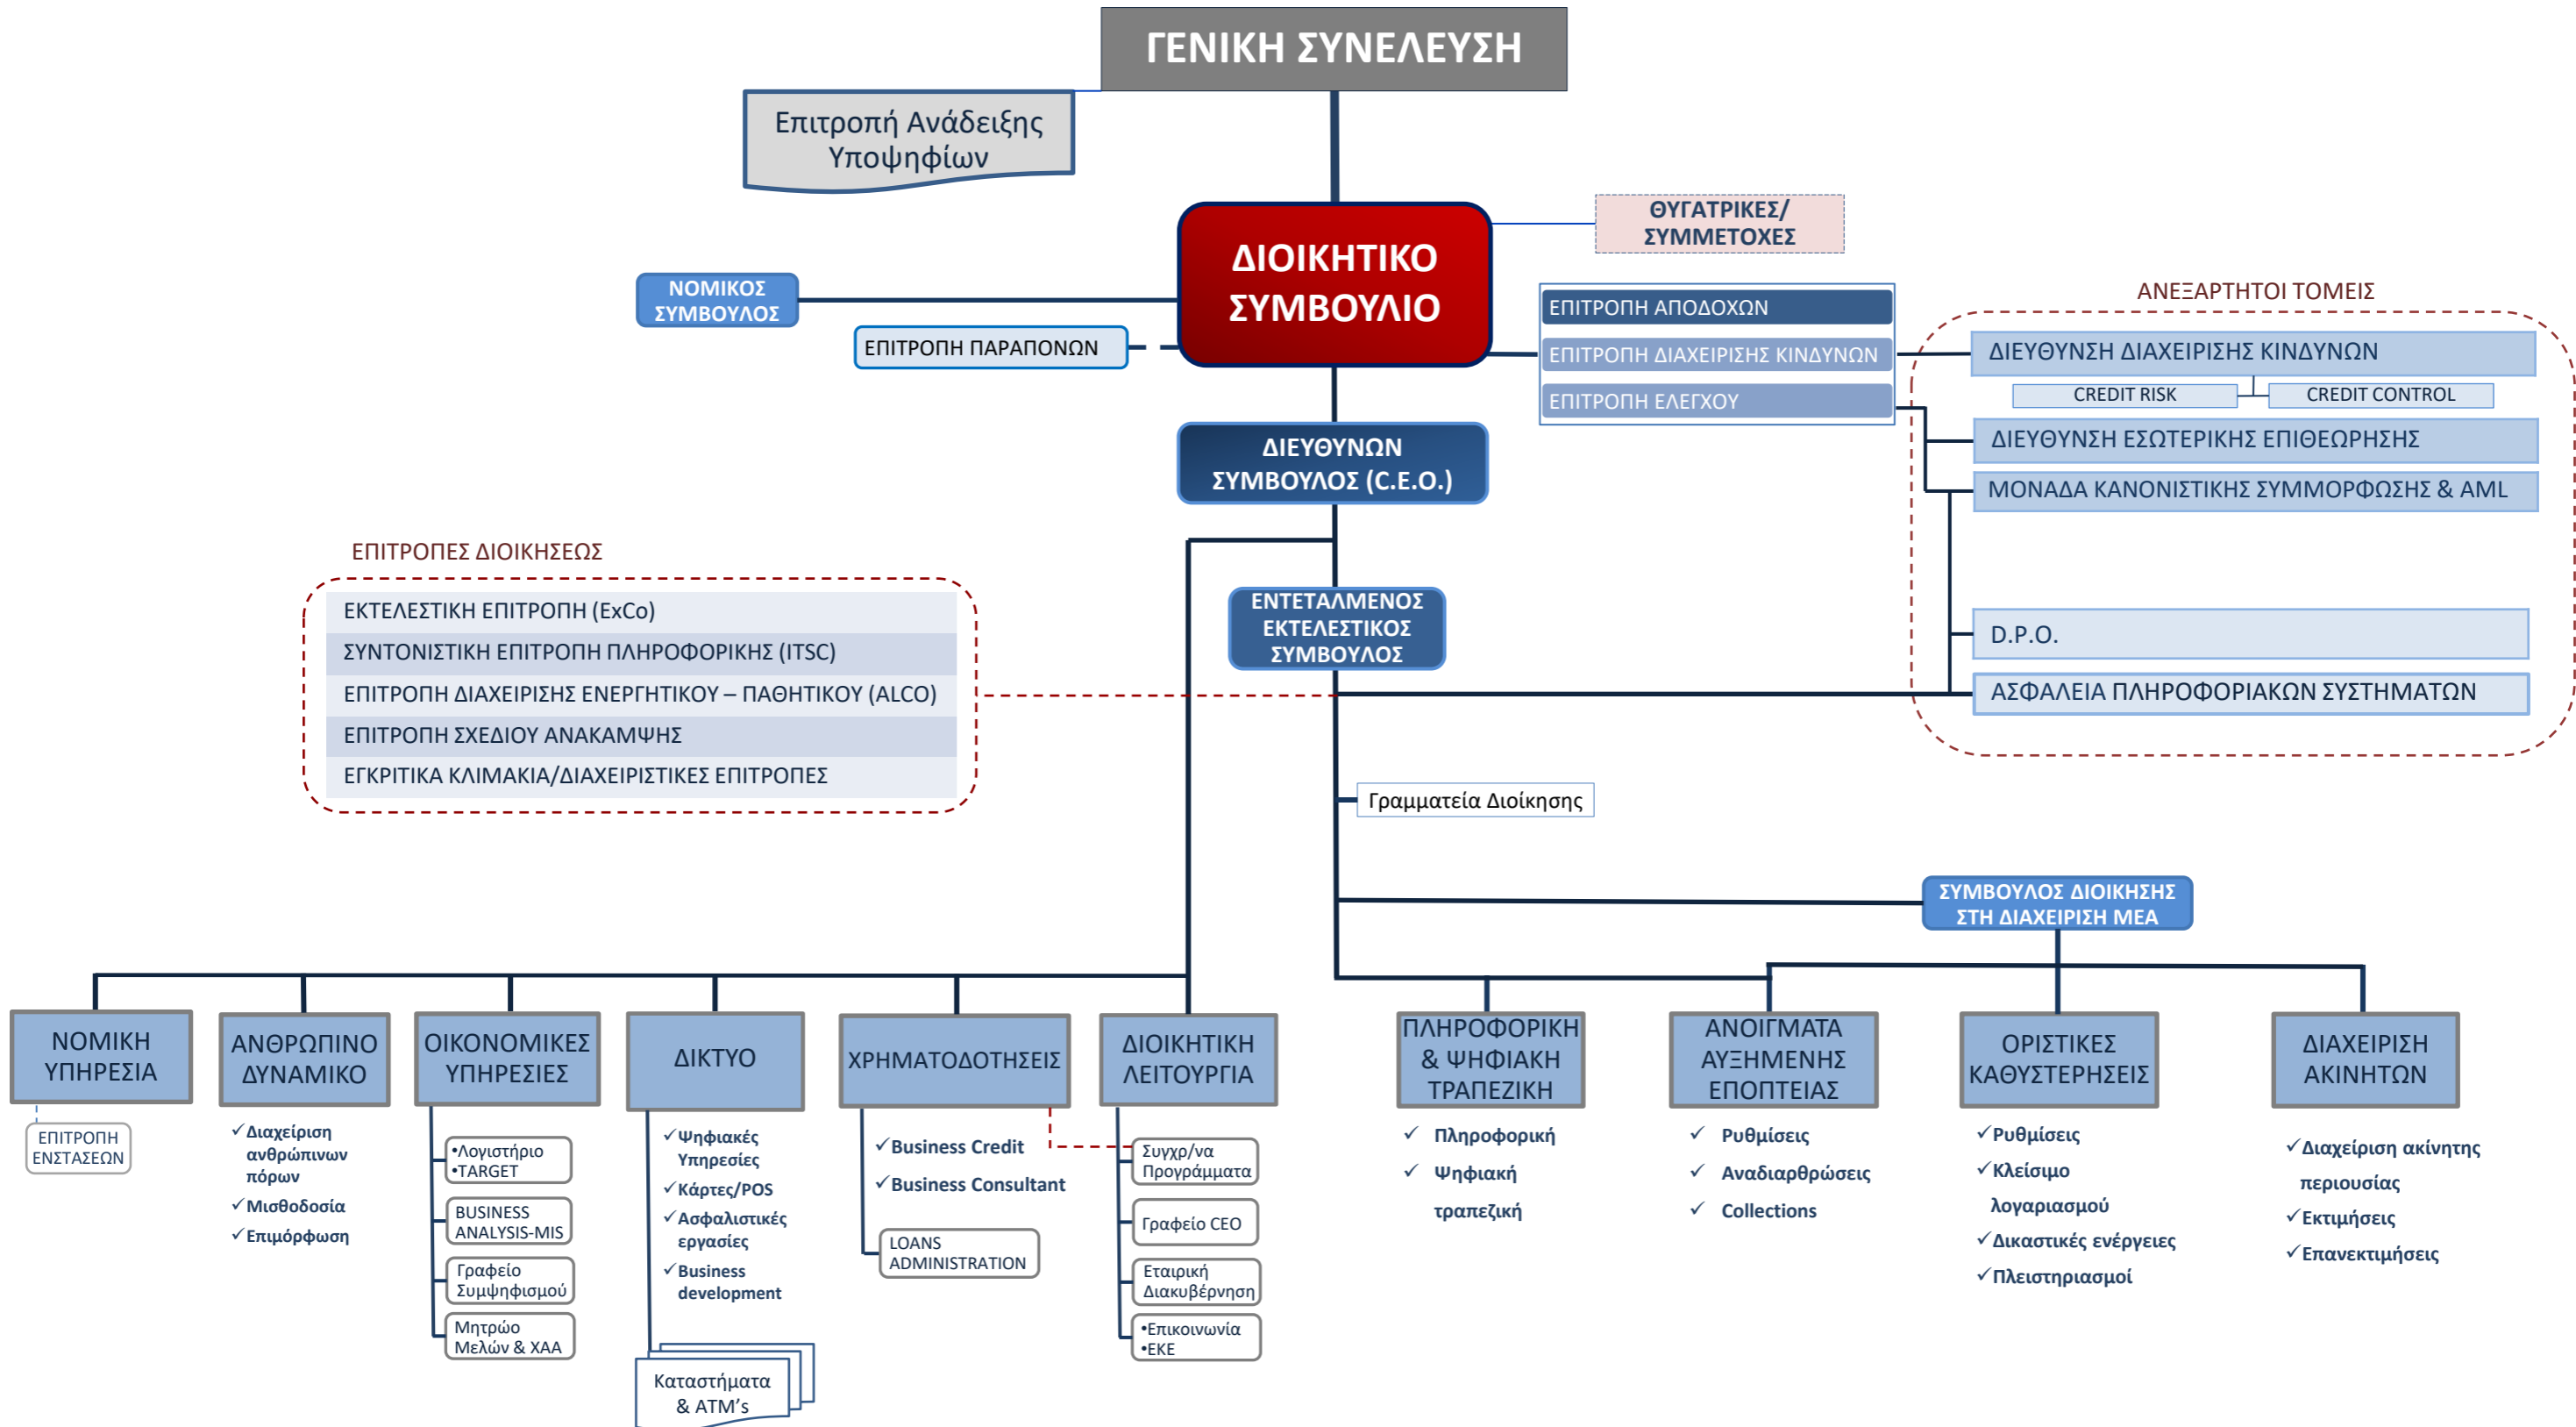 ΓΕΝΙΚΗ ΣΥΝΕΛΕΥΣΗ
Επιτροπή Ανάδειξης
Υποψηφίων
ΘΥΓΑΤΡΙΚΕΣ/
ΣΥΜΜΕΤΟΧΕΣ
ΔΙΟΙΚΗΤΙΚΟ
ΣΥΜΒΟΥΛΙΟ
ΝΟΜΙΚΟΣ
ΣΥΜΒΟΥΛΟΣ
ΕΠΙΤΡΟΠΗ ΠΑΡΑΠΟΝΩΝ
ΕΠΙΤΡΟΠΗ ΑΠΟΔΟΧΩΝ
ΕΠΙΤΡΟΠΗ ΔΙΑΧΕΙΡΙΣΗΣ ΚΙΝΔΥΝΩΝ
ΕΠΙΤΡΟΠΗ ΕΛΕΓΧΟΥ
ΑΝΕΞΑΡΤΗΤΟΙ ΤΟΜΕΙΣ
ΔΙΕΥΘΥΝΣΗ ΔΙΑΧΕΙΡΙΣΗΣ ΚΙΝΔΥΝΩΝ
CREDIT RISK
CREDIT CONTROL
ΔΙΕΥΘΥΝΣΗ ΕΣΩΤΕΡΙΚΗΣ ΕΠΙΘΕΩΡΗΣΗΣ
ΜΟΝΑΔΑ ΚΑΝΟΝΙΣΤΙΚΗΣ ΣΥΜΜΟΡΦΩΣΗΣ & AML
D.P.O.
ΑΣΦΑΛΕΙΑ ΠΛΗΡΟΦΟΡΙΑΚΩΝ ΣΥΣΤΗΜΑΤΩΝ
ΔΙΕΥΘΥΝΩΝ
ΣΥΜΒΟΥΛΟΣ (C.E.O.)
ΕΠΙΤΡΟΠΕΣ ΔΙΟΙΚΗΣΕΩΣ
ΕΚΤΕΛΕΣΤΙΚΗ ΕΠΙΤΡΟΠΗ (ExCo)
ΣΥΝΤΟΝΙΣΤΙΚΗ ΕΠΙΤΡΟΠΗ ΠΛΗΡΟΦΟΡΙΚΗΣ (ITSC)
ΕΠΙΤΡΟΠΗ ΔΙΑΧΕΙΡΙΣΗΣ ΕΝΕΡΓΗΤΙΚΟΥ – ΠΑΘΗΤΙΚΟΥ (ALCO)
ΕΠΙΤΡΟΠΗ ΣΧΕΔΙΟΥ ΑΝΑΚΑΜΨΗΣ
ΕΓΚΡΙΤΙΚΑ ΚΛΙΜΑΚΙΑ/ΔΙΑΧΕΙΡΙΣΤΙΚΕΣ ΕΠΙΤΡΟΠΕΣ
ΕΝΤΕΤΑΛΜΕΝΟΣ
ΕΚΤΕΛΕΣΤΙΚΟΣ
ΣΥΜΒΟΥΛΟΣ
Γραμματεία Διοίκησης
ΣΥΜΒΟΥΛΟΣ ΔΙΟΙΚΗΣΗΣ
ΣΤΗ ΔΙΑΧΕΙΡΙΣΗ ΜΕΑ
ΝΟΜΙΚΗ
ΥΠΗΡΕΣΙΑ
ΕΠΙΤΡΟΠΗ
ΕΝΣΤΑΣΕΩΝ
ΑΝΘΡΩΠΙΝΟ
ΔΥΝΑΜΙΚΟ
✓Διαχείριση
ανθρώπινων
πόρων
✓Μισθοδοσία
✓Επιμόρφωση
ΟΙΚΟΝΟΜΙΚΕΣ
ΥΠΗΡΕΣΙΕΣ
•Λογιστήριο
•TARGET
BUSINESS
ANALYSIS-MIS
Γραφείο
Συμψηφισμού
Μητρώο
Μελών & ΧΑΑ
ΔΙΚΤΥΟ
✓Ψηφιακές
Υπηρεσίες
✓Κάρτες/POS
✓Ασφαλιστικές
εργασίες
✓Business
development
Καταστήματα
& ATM's
ΧΡΗΜΑΤΟΔΟΤΗΣΕΙΣ
✓Business Credit
✓Business Consultant
LOANS
ADMINISTRATION
ΔΙΟΙΚΗΤΙΚΗ
ΛΕΙΤΟΥΡΓΙΑ
Συγχρ/να
Προγράμματα
Γραφείο CEO
Εταιρική
Διακυβέρνηση
•Επικοινωνία
•ΕΚΕ
ΠΛΗΡΟΦΟΡΙΚΗ
& ΨΗΦΙΑΚΗ
ΤΡΑΠΕΖΙΚΗ
✓ Πληροφορική
✓ Ψηφιακή
τραπεζική
ΑΝΟΙΓΜΑΤΑ
ΑΥΞΗΜΕΝΗΣ
ΕΠΟΠΤΕΙΑΣ
✓ Ρυθμίσεις
✓ Αναδιαρθρώσεις
✓ Collections
ΟΡΙΣΤΙΚΕΣ
ΚΑΘΥΣΤΕΡΗΣΕΙΣ
✓Ρυθμίσεις
✓Κλείσιμο
λογαριασμού
✓Δικαστικές ενέργειες
✓Πλειστηριασμοί
ΔΙΑΧΕΙΡΙΣΗ
ΑΚΙΝΗΤΩΝ
✓Διαχείριση ακίνητης
περιουσίας
✓Εκτιμήσεις
✓Επανεκτιμήσεις